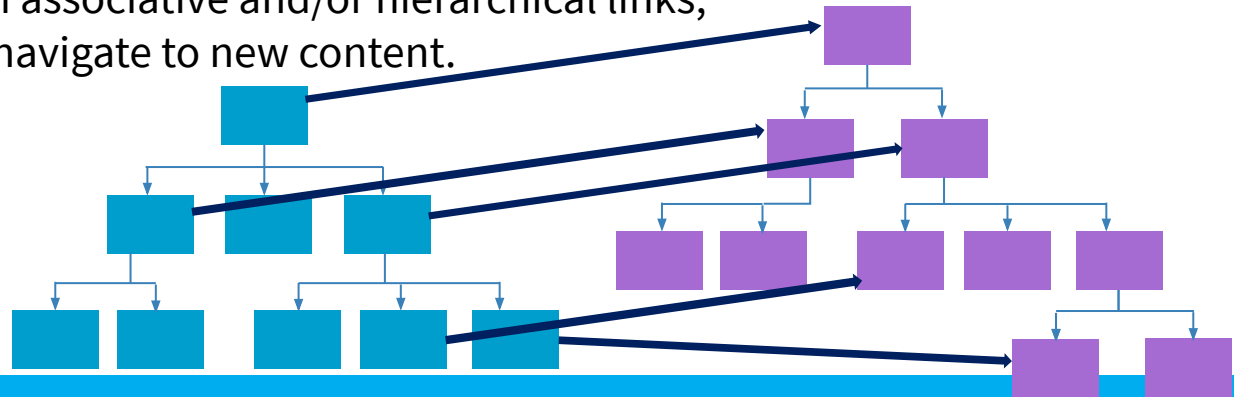 associative and/or hierarchical links,
navigate to new content.